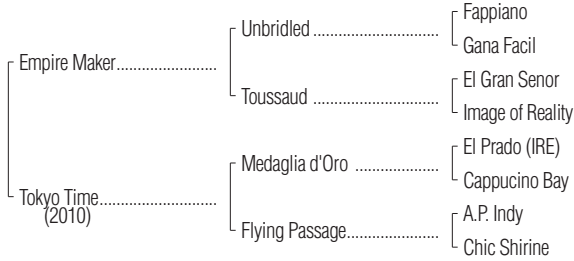 Fappiano
Unbridled
Gana Facil
Empire Maker
El Gran Senor
Toussaud
Image of Reality
El Prado (IRE)
Medaglia d'Oro
Cappucino Bay
Tokyo Time
(2010)
A.P. Indy
Flying Passage
Chic Shirine